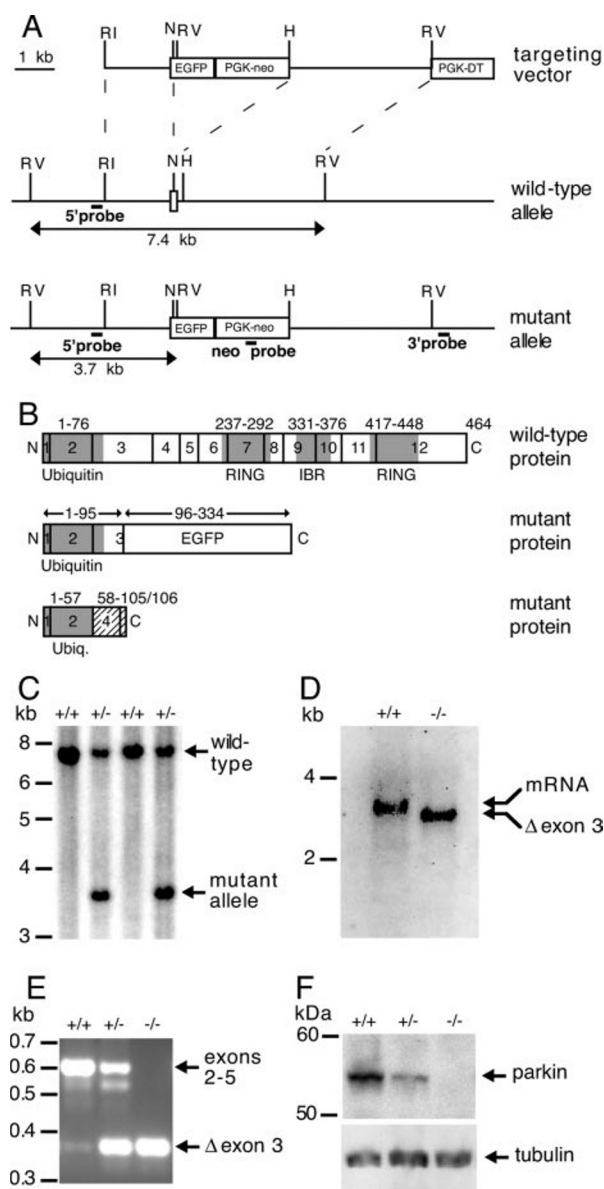 A
1 kb
RI
N RV
H
RV
EGFP
PGK-neo
PGK-DT
targeting
vector
RV
RI
N H
RV
5'probe
7.4 kb
wild-type
allele
RV
RI
N RV
H
RV
EGFP
PGK-neo
5'probe
neo probe
3'probe
3.7 kb
mutant
allele
B
1-76
237-292
331-376
417-448
464
N 1 2 3 4 5 6 7 8 9 10 11 12 C
Ubiquitin
RING
IBR
RING
wild-type
protein
1-95
96-334
N 1 2 3 EGFP C
Ubiquitin
mutant
protein
1-57
58-105/106
N 1 2 4 C
Ubiq.
mutant
protein
C
kb
+/+ +/- +/+ +/-
8
6
5
4
3
wild-
type
mutant
allele
D
kb
+/+ -/-
4
2
mRNA
Δexon 3
E
kb
+/+ +/- -/-
0.7
0.6
0.5
0.4
0.3
exons
2-5
Δexon 3
F
kDa
+/+ +/- -/-
60
50
parkin
tubulin